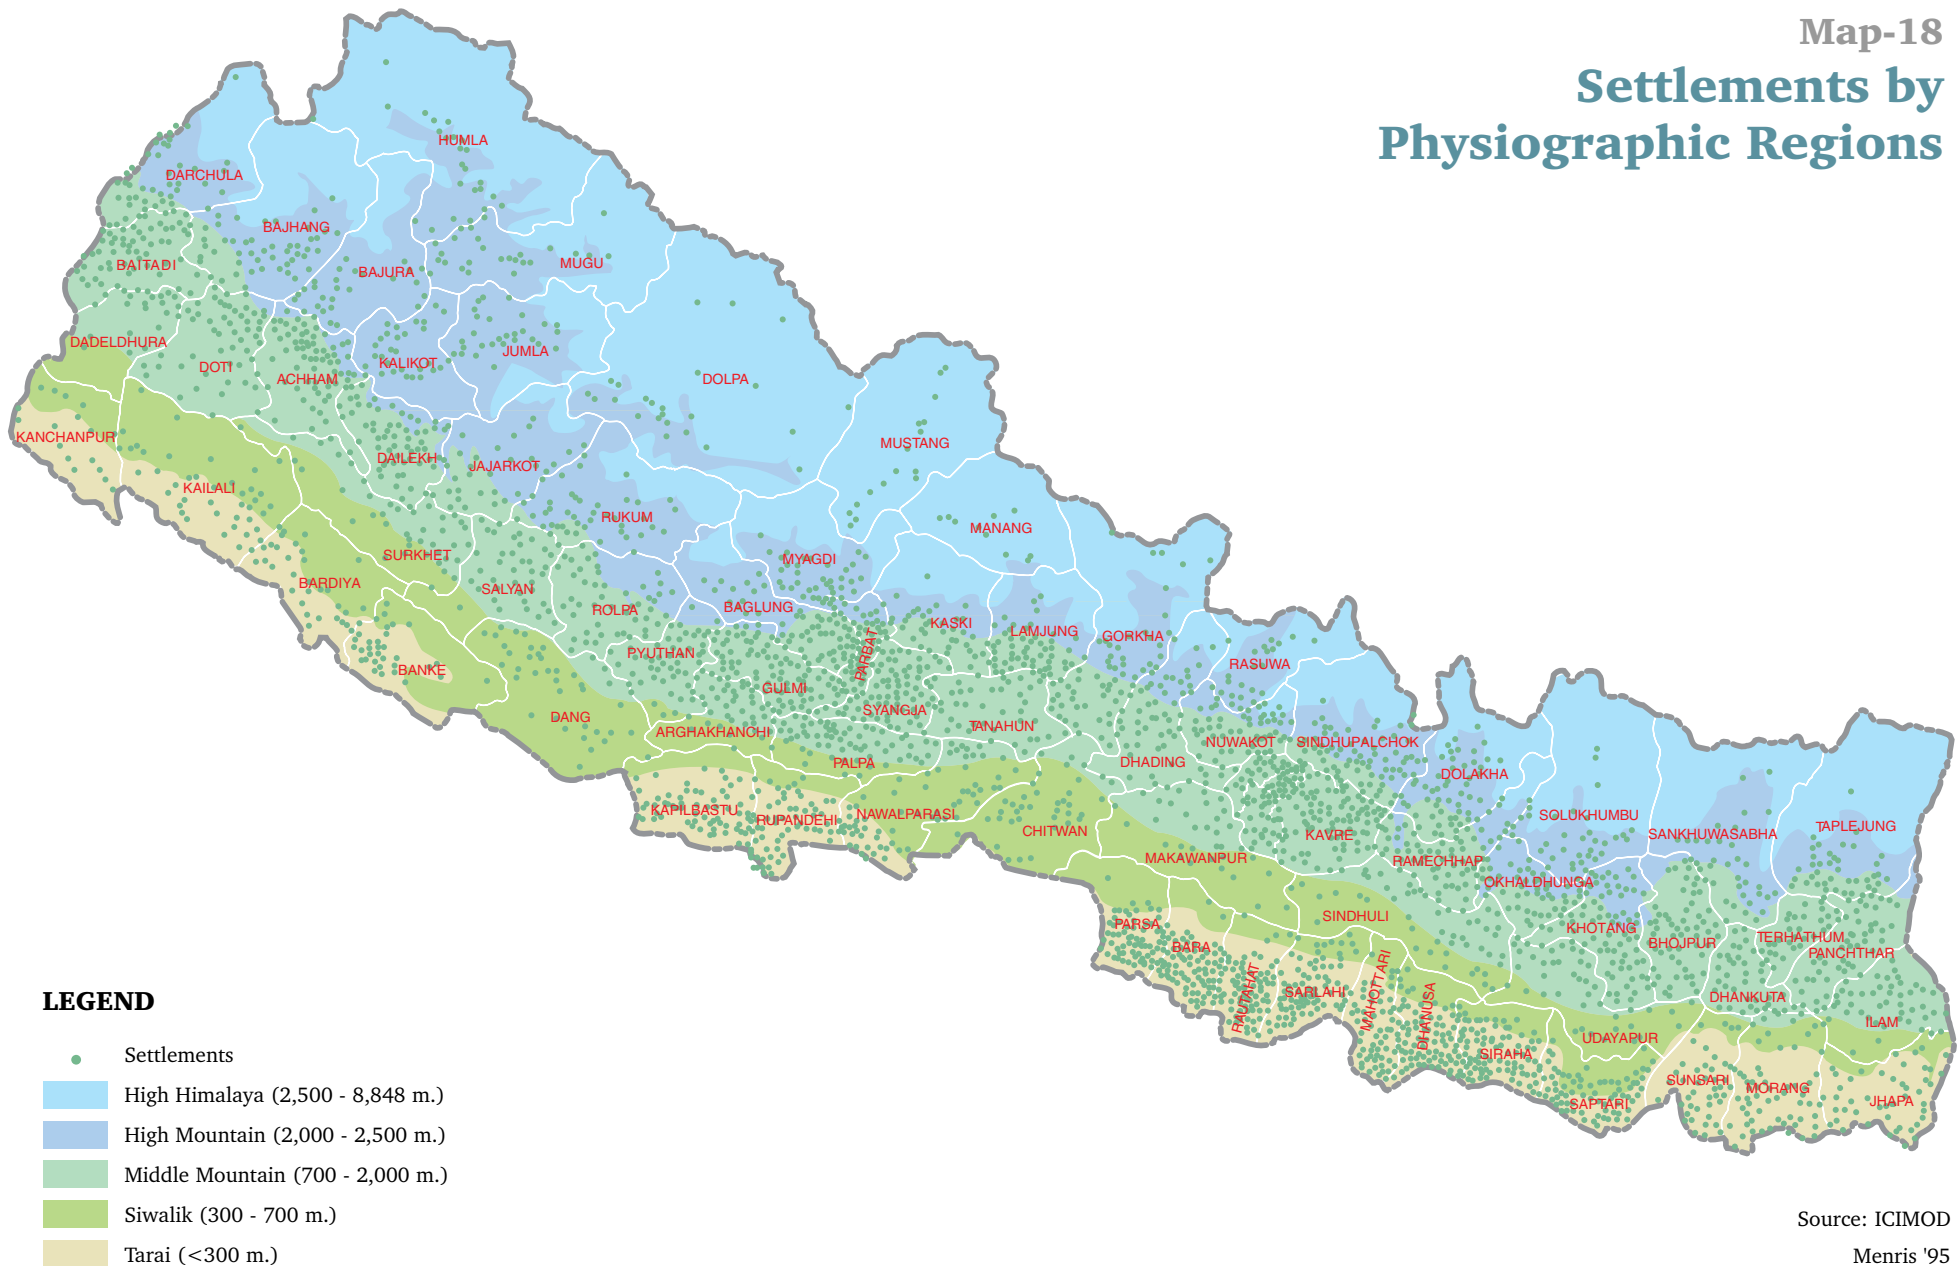 Map-18
Settlements by
Physiographic Regions
HUMLA
DARCHULA
BAJHANG
BAITADI
BAJURA
MUGU
DADELDHURA
DOTI
ACHHAM
KALIKOT
JUMLA
DOLPA
KANCHANPUR
DAILEKH
JAJARKOT
MUSTANG
KAILALI
RUKUM
MANANG
SURKHET
MYAGDI
BARDIYA
SALYAN
ROLPA
BAGLUNG
KASKI
LAMJUNG
GORKHA
PYUTHAN
PARBAT
RASUWA
BANKE
GULMI
SYANGJA
TANAHUN
DANG
ARGHAKHANCHI
NUWAKOT
SINDHUPALCHOK
PALPA
DHADING
DOLAKHA
KAPILBASTU
RUPANDEHI
NAWALPARASI
CHITWAN
KAVRE
SOLUKHUMBU
SANKHUWASABHA
TAPLEJUNG
MAKAWANPUR
RAMECHHAP
OKHALDHUNGA
PARSA
SINDHULI
KHOTANG
BHOJPUR
TERHATHUM
PANCHTHAR
BARA
RAUTAHAT
SARLAHI
MAHOTTARI
DHANUSA
DHANKUTA
ILAM
SIRAHA
UDAYAPUR
SAPTARI
SUNSARI
MORANG
JHAPA
LEGEND
Settlements
High Himalaya (2,500 - 8,848 m.)
High Mountain (2,000 - 2,500 m.)
Middle Mountain (700 - 2,000 m.)
Siwalik (300 - 700 m.)
Tarai (<300 m.)
Source: ICIMOD
Menris '95